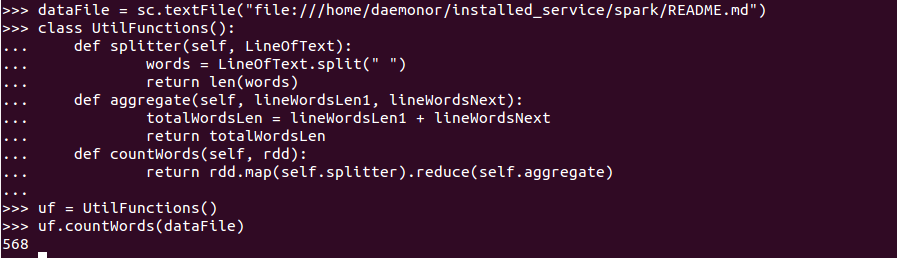 >>> dataFile = sc.textFile("file:///home/daemonor/installed_service/spark/README.md")
>>> class UtilFunctions():
...     def splitter(self, LineOfText):
...             words = LineOfText.split(" ")
...             return len(words)
...     def aggregate(self, lineWordsLen1, lineWordsNext):
...             totalWordsLen = lineWordsLen1 + lineWordsNext
...             return totalWordsLen
...     def countWords(self, rdd):
...             return rdd.map(self.splitter).reduce(self.aggregate)
...
>>> uf = UtilFunctions()
>>> uf.countWords(dataFile)
568